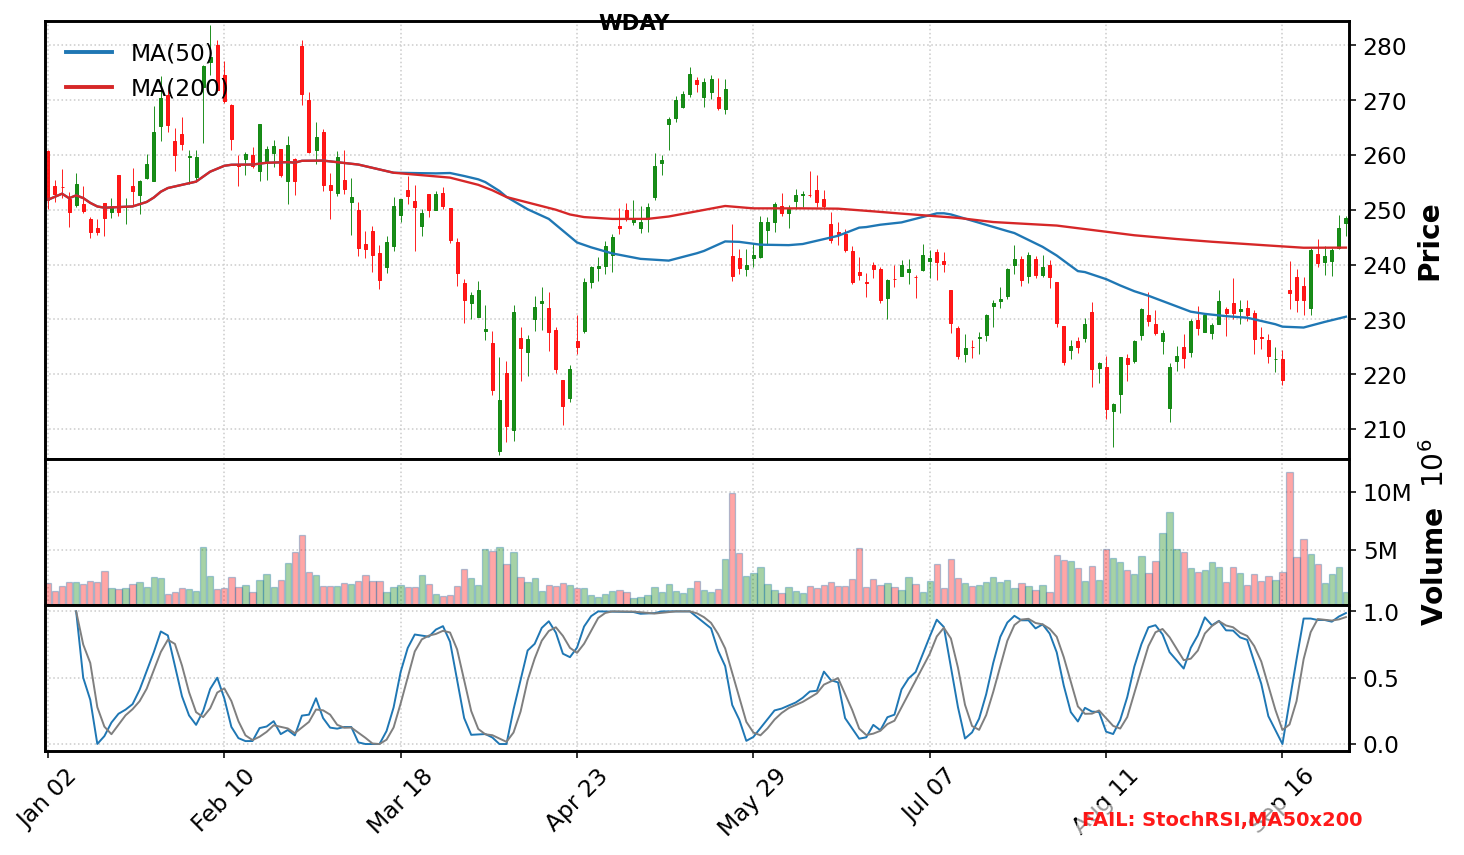 WDAY
MA(50)
MA(200)
280
270
260
250
240
230
220
210
Price
10^6
10M
5M
Volume
1.0
0.5
0.0
Jan 02
Feb 10
Mar 18
Apr 23
May 29
Jul 07
Aug 11
Sep 16
FAIL: StochRSI,MA50x200